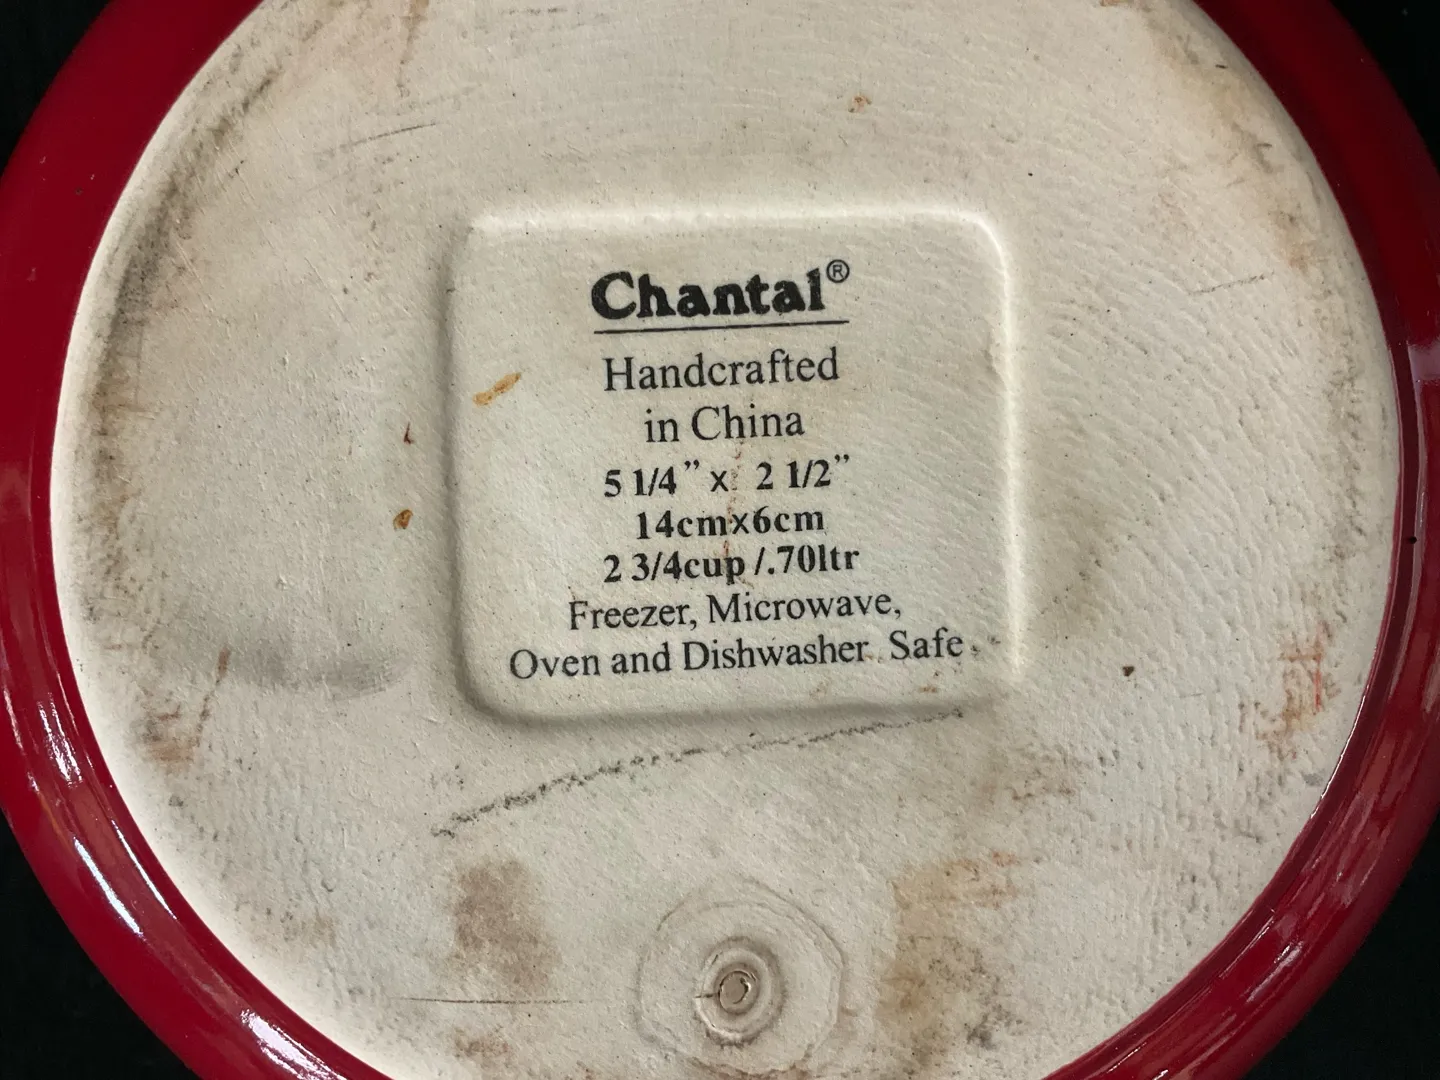 Chantal®
Handcrafted
in China
5 1/4” x 2 1/2”
14cmx6cm
2 3/4cup /.70ltr
Freezer, Microwave,
Oven and Dishwasher Safe